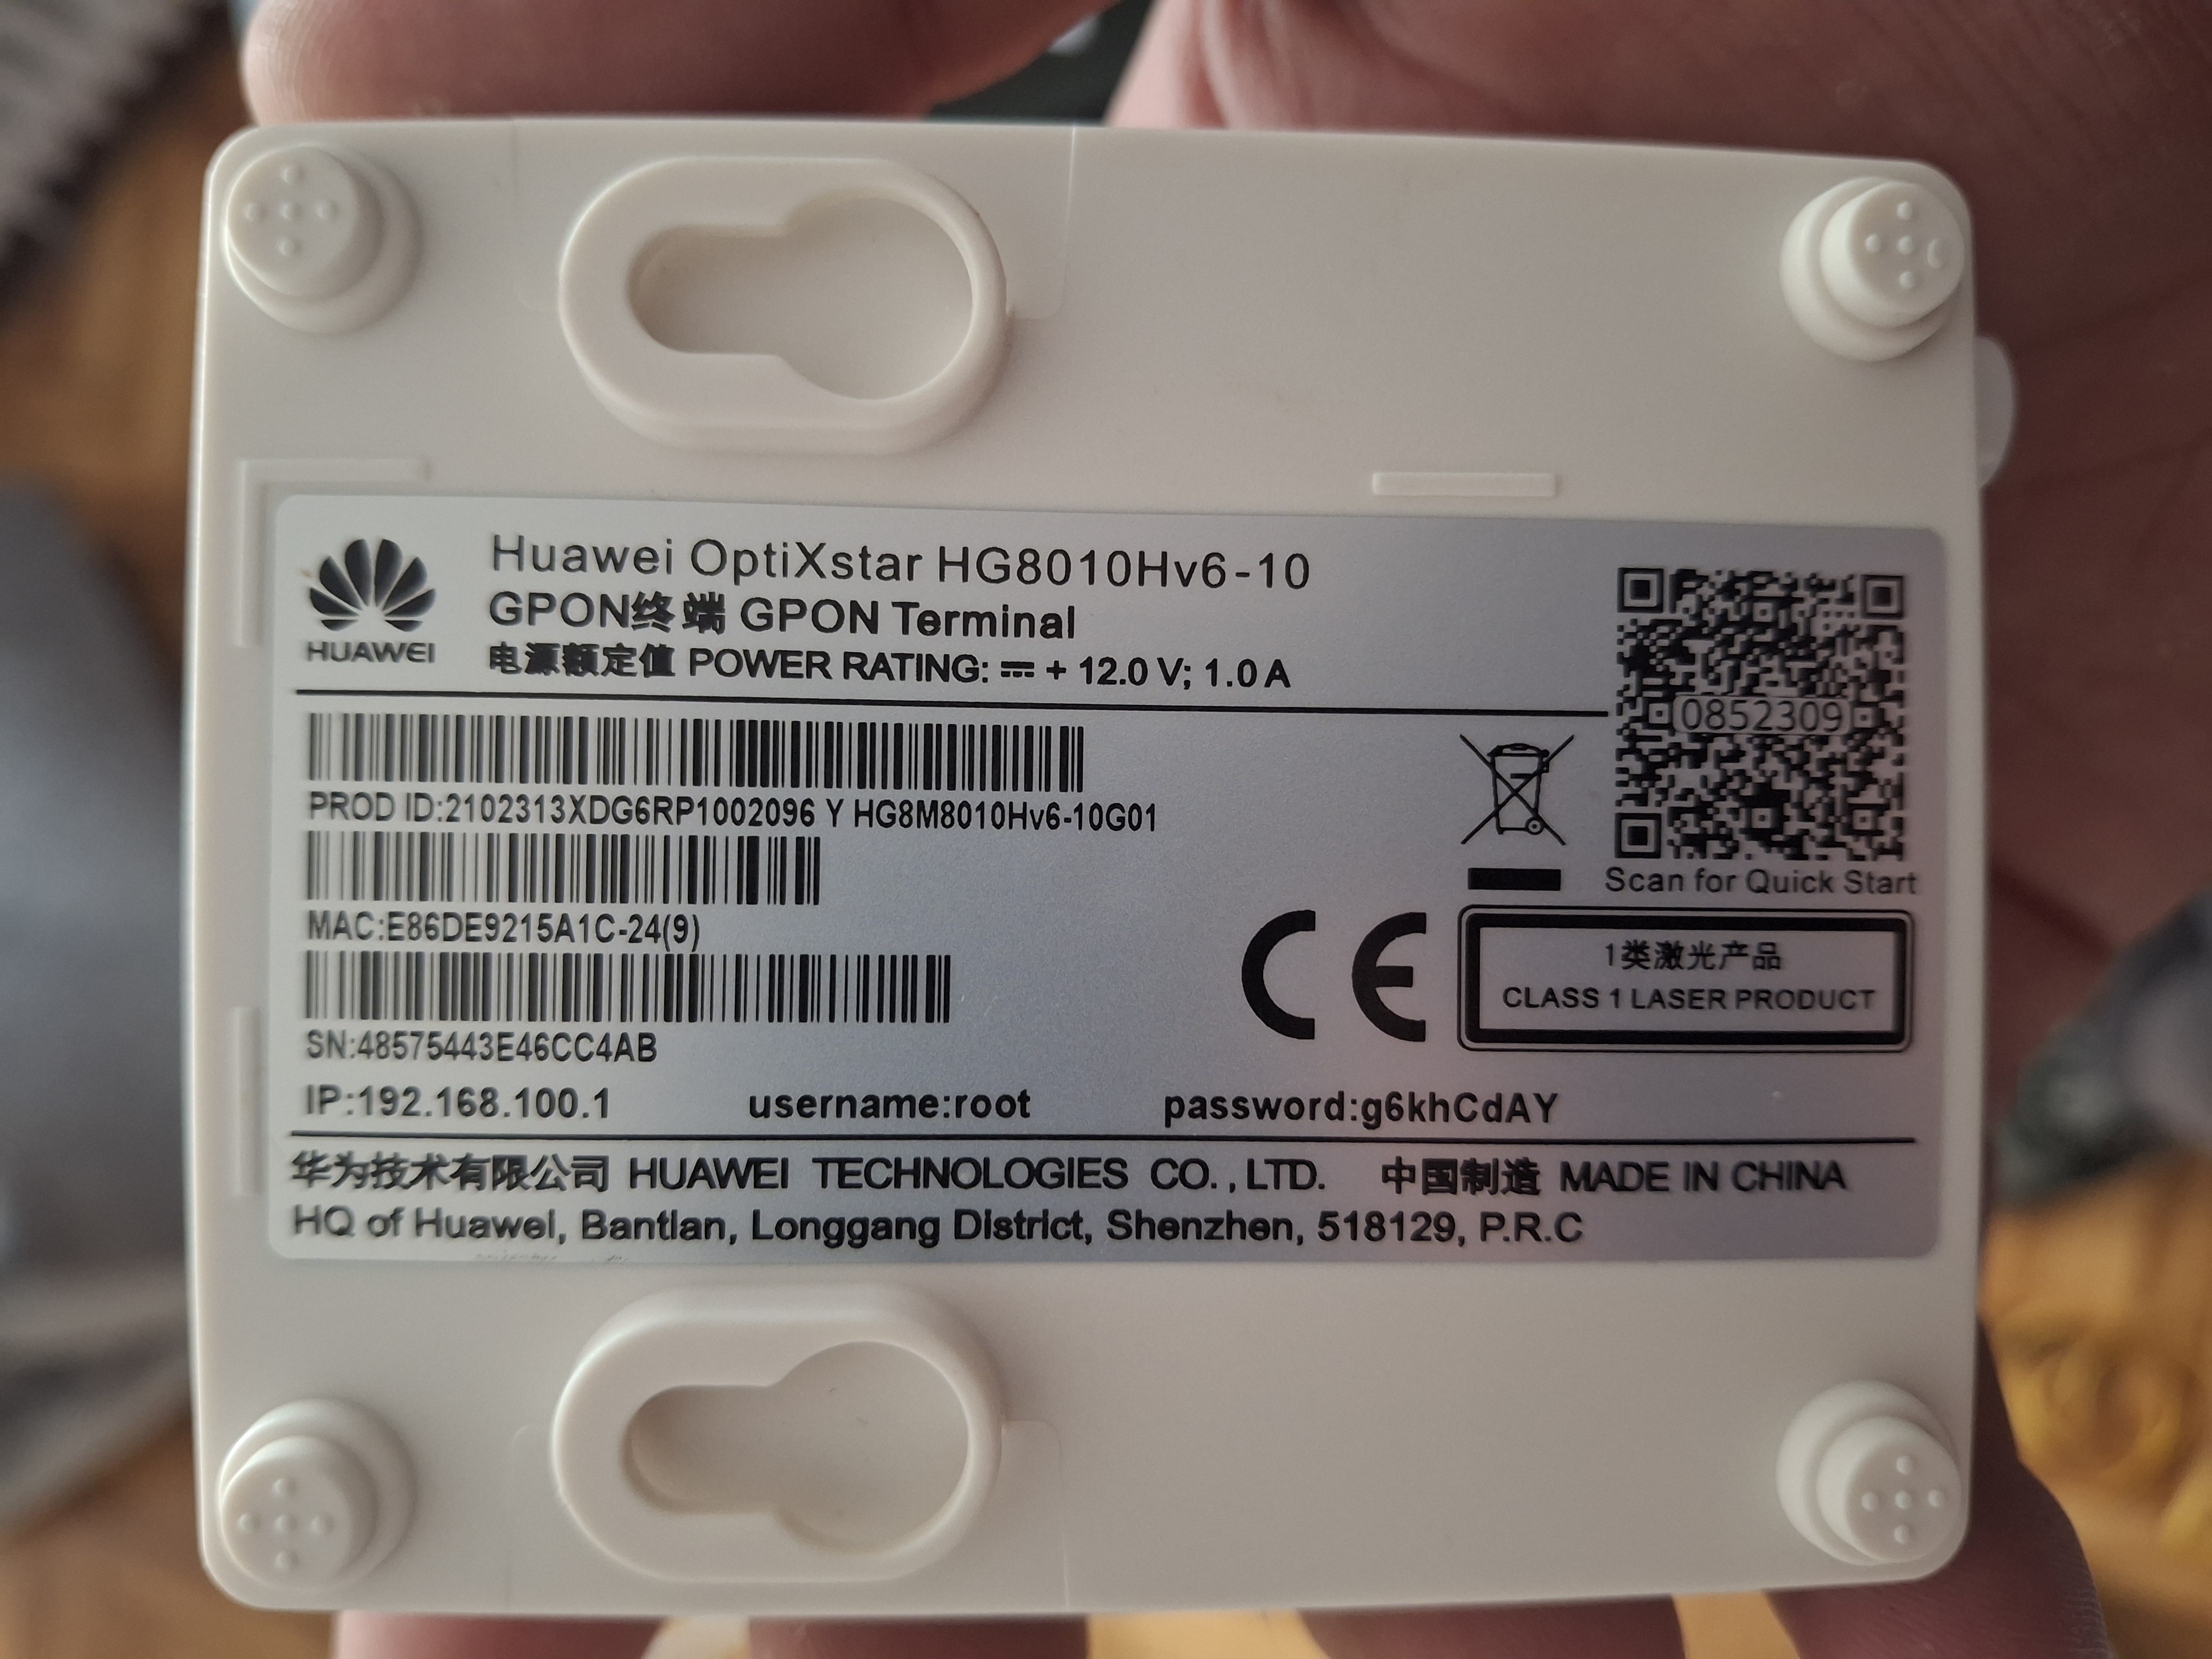 HUAWEI
Huawei OptiXstar HG8010Hv6-10
GPON终端 GPON Terminal
电源额定值 POWER RATING: ⎓ + 12.0 V; 1.0 A
0852309
PROD ID:2102313XDG6RP1002096 Y HG8M8010Hv6-10G01
Scan for Quick Start
MAC:E86DE9215A1C-24(9)
CE
1类激光产品
CLASS 1 LASER PRODUCT
SN:48575443E46CC4AB
IP:192.168.100.1 username:root password:g6khCdAY
华为技术有限公司 HUAWEI TECHNOLOGIES CO.,LTD. 中国制造 MADE IN CHINA
HQ of Huawei, Bantian, Longgang District, Shenzhen, 518129, P.R.C